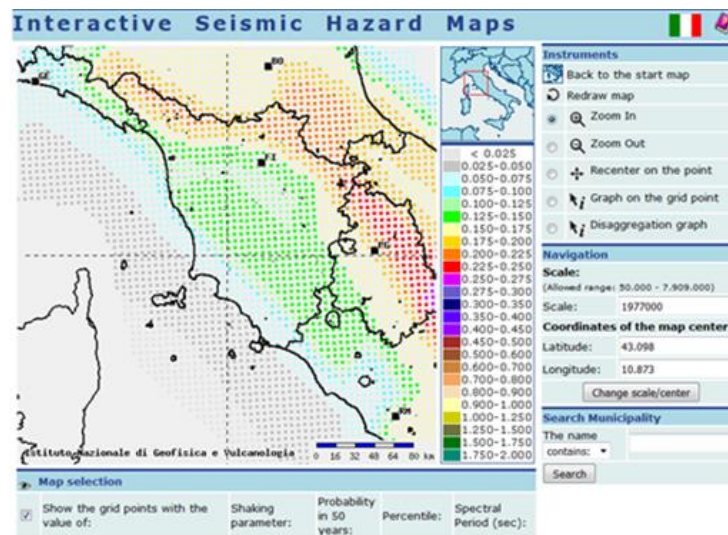 Interactive Seismic Hazard Maps
GE
BO
FI
PG
RM
Istituto Nazionale di Geofisica e Vulcanologia
0 16 32 48 64 80 km
< 0.025
0.025-0.050
0.050-0.075
0.075-0.100
0.100-0.125
0.125-0.150
0.150-0.175
0.175-0.200
0.200-0.225
0.225-0.250
0.250-0.275
0.275-0.300
0.300-0.350
0.350-0.400
0.400-0.450
0.450-0.500
0.500-0.600
0.600-0.700
0.700-0.800
0.800-0.900
0.900-1.000
1.000-1.250
1.250-1.500
1.500-1.750
1.750-2.000
Instruments
Back to the start map
Redraw map
Zoom In
Zoom Out
Recenter on the point
Graph on the grid point
Disaggregation graph
Navigation
Scale:
(Allowed range: 50.000 - 7.909.000)
Scale: 1977000
Coordinates of the map center
Latitude: 43.098
Longitude: 10.873
Change scale/center
Search Municipality
The name
contains:
Search
Map selection
Show the grid points with the
value of:
Shaking
parameter:
Probability
in 50
years:
Percentile:
Spectral
Period (sec):